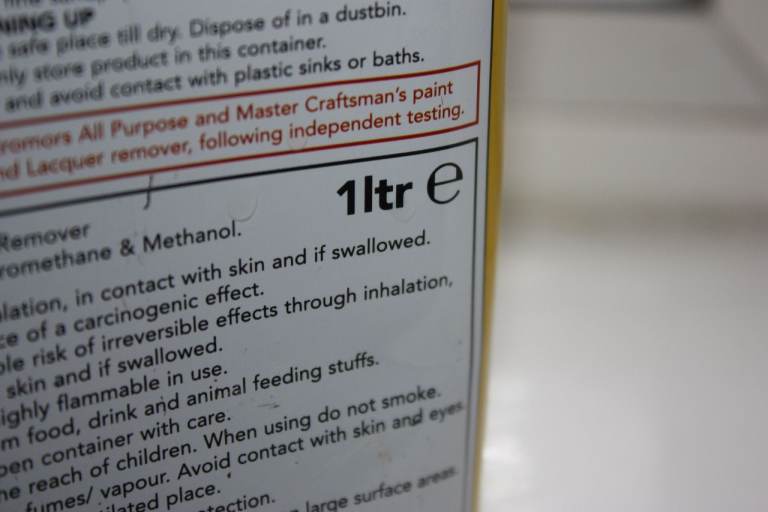 NING UP
safe place till dry. Dispose of in a dustbin.
nly store product in this container.
and avoid contact with plastic sinks or baths.
romors All Purpose and Master Craftsman's paint
nd Lacquer remover, following independent testing.
1ltr ℮
Remover
romethane & Methanol.
lation, in contact with skin and if swallowed.
ce of a carcinogenic effect.
ble risk of irreversible effects through inhalation,
skin and if swallowed.
ighly flammable in use.
m food, drink and animal feeding stuffs.
pen container with care.
he reach of children. When using do not smoke.
fumes/ vapour. Avoid contact with skin and eyes.
ilated place.
tection.
large surface areas